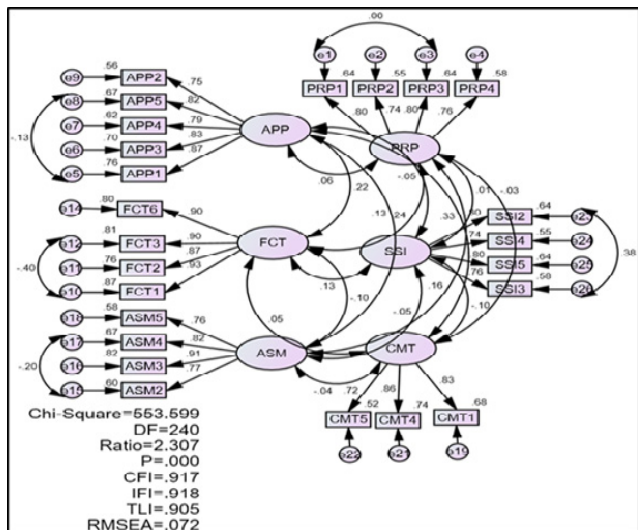 .00
e9 .56 APP2 .75
e8 .67 APP5 .82
e7 .62 APP4 .79
e6 .70 APP3 .83
e5 .76 APP1 .87
-.13
APP
e1 e2 e3 e4
.64 .55 .64 .58
PRP1 PRP2 PRP3 PRP4
.80 .74 .80 .76
PRP
.06 .22 -.05 .01 -.03
e14 .80 FCT6 .90
e12 .81 FCT3 .90
e11 .76 FCT2 .87
e10 .87 FCT1 .93
-.40
FCT
.13 .24 .33
SSI
.80 SSI2 .64 e23
.74 SSI4 .55 e24
.80 SSI5 .64 e25
.76 SSI3 .58 e26
.38
.13 -.10 .16 -.10
.05 -.05
e18 .58 ASM5 .76
e17 .67 ASM4 .82
e16 .82 ASM3 .91
e15 .60 ASM2 .77
-.20
ASM
CMT
-.04 .72 .86 .83
.52 .74 .68
CMT5 CMT4 CMT1
e22 e21 e19
Chi-Square=553.599
DF=240
Ratio=2.307
P=.000
CFI=.917
IFI=.918
TLI=.905
RMSEA=.072